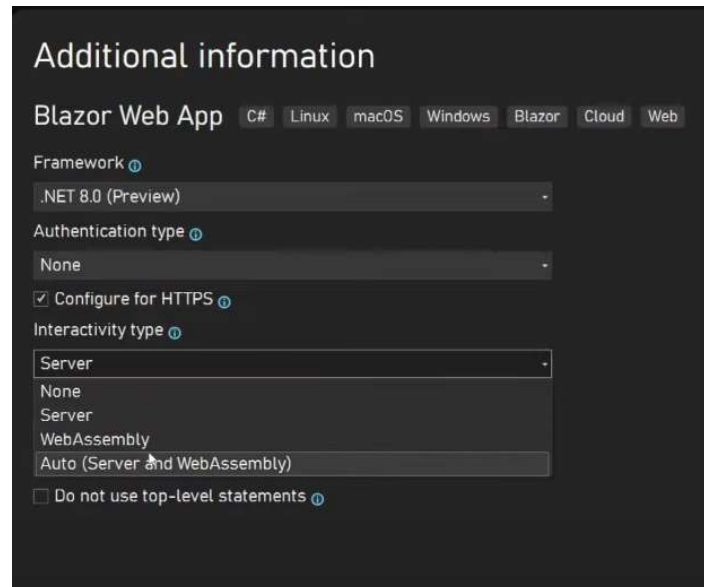 Additional information
Blazor Web App C# Linux macOS Windows Blazor Cloud Web
Framework
.NET 8.0 (Preview)
Authentication type
None
Configure for HTTPS
Interactivity type
Server
None
Server
WebAssembly
Auto (Server and WebAssembly)
Do not use top-level statements